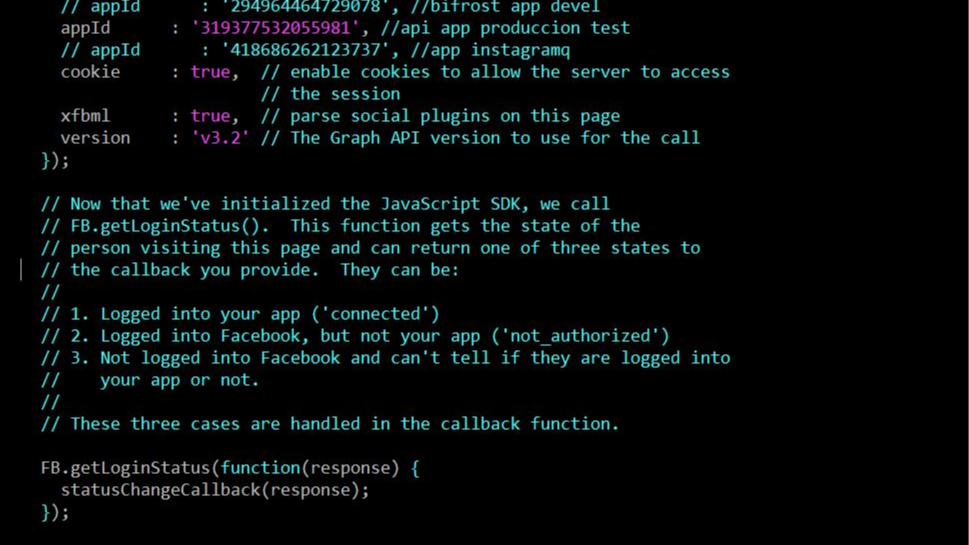 // appId      : '294964464729078', //bifrost app devel
appId      : '319377532055981', //api app produccion test
// appId      : '418686262123737', //app instagramq
cookie     : true,  // enable cookies to allow the server to access
// the session
xfbml      : true,  // parse social plugins on this page
version    : 'v3.2' // The Graph API version to use for the call
});
// Now that we've initialized the JavaScript SDK, we call
// FB.getLoginStatus().  This function gets the state of the
// person visiting this page and can return one of three states to
// the callback you provide.  They can be:
//
// 1. Logged into your app ('connected')
// 2. Logged into Facebook, but not your app ('not_authorized')
// 3. Not logged into Facebook and can't tell if they are logged into
//    your app or not.
//
// These three cases are handled in the callback function.
FB.getLoginStatus(function(response) {
statusChangeCallback(response);
});